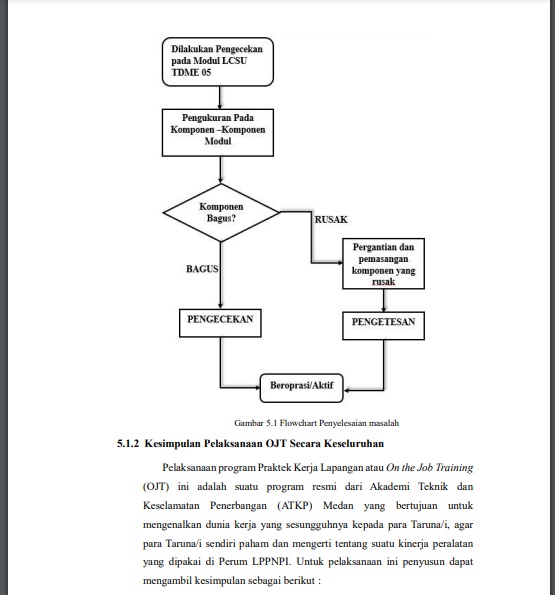 Dilakukan Pengecekan
pada Modul LCSU
TDME 05
Pengukuran Pada
Komponen –Komponen
Modul
Komponen
Bagus?
RUSAK
Pergantian dan
pemasangan
komponen yang
rusak
BAGUS
PENGECEKAN
PENGETESAN
Beroprasi/Aktif
Gambar 5.1 Flowchart Penyelesaian masalah
5.1.2 Kesimpulan Pelaksanaan OJT Secara Keseluruhan
Pelaksanaan program Praktek Kerja Lapangan atau On the Job Training
(OJT) ini adalah suatu program resmi dari Akademi Teknik dan
Keselamatan Penerbangan (ATKP) Medan yang bertujuan untuk
mengenalkan dunia kerja yang sesungguhnya kepada para Taruna/i, agar
para Taruna/i sendiri paham dan mengerti tentang suatu kinerja peralatan
yang dipakai di Perum LPPNPI. Untuk pelaksanaan ini penyusun dapat
mengambil kesimpulan sebagai berikut :